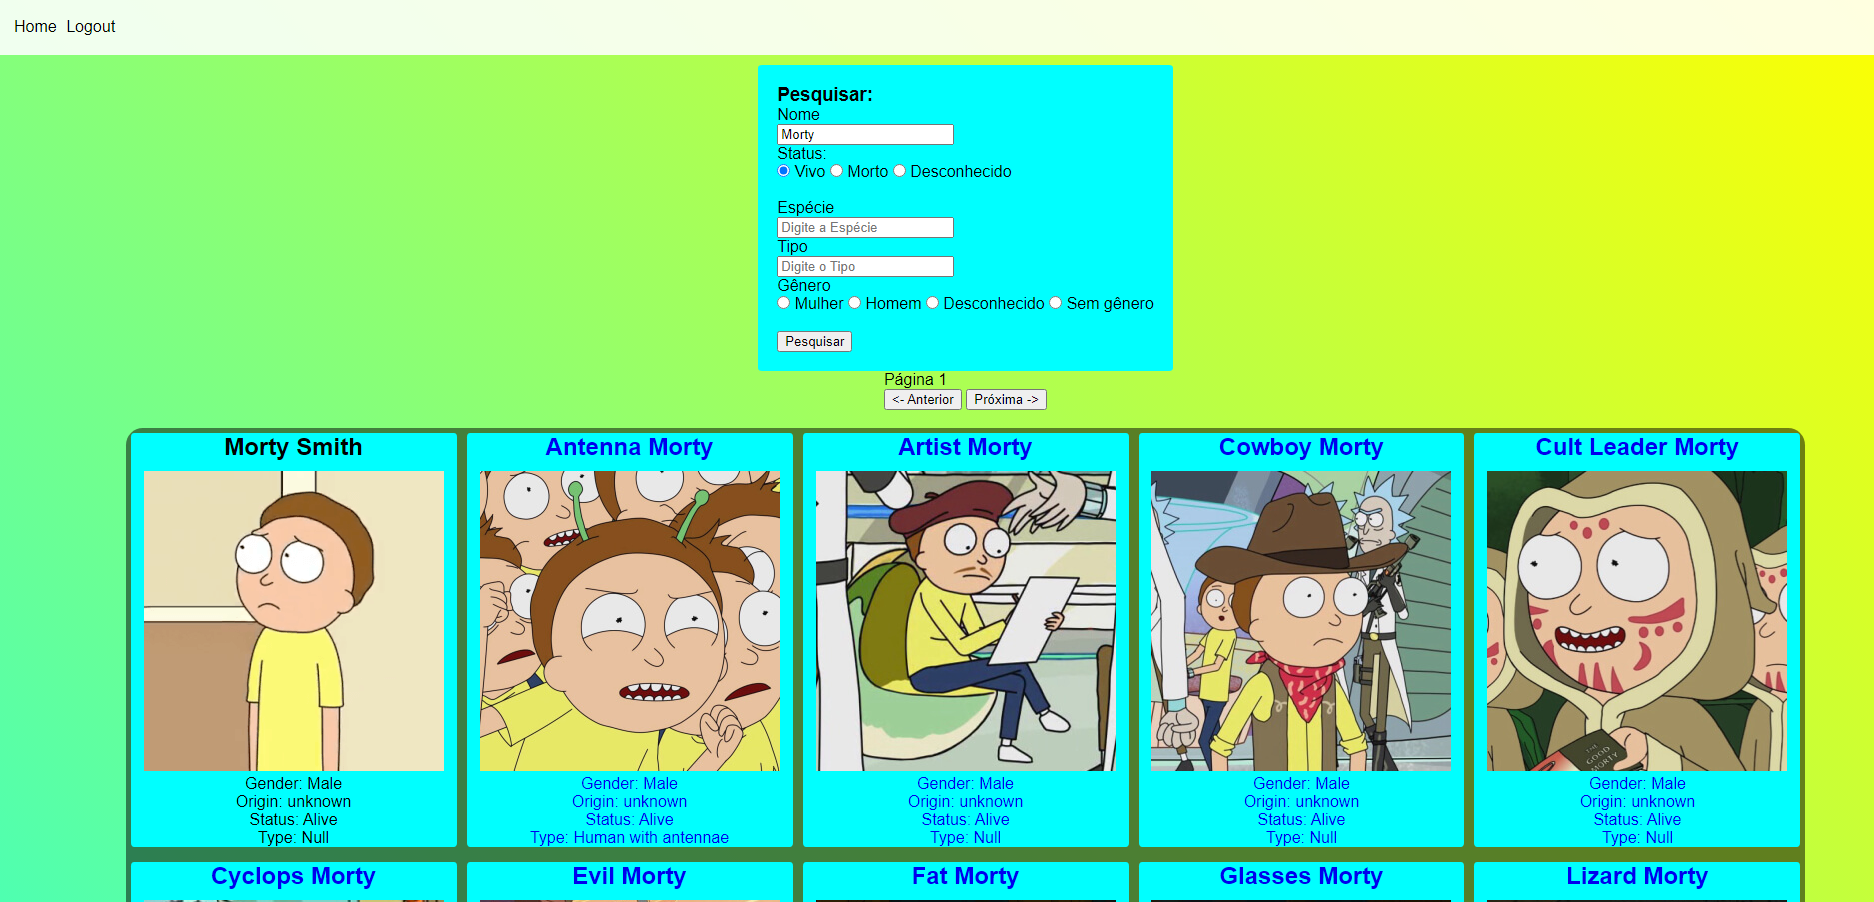 Home Logout
Pesquisar:
Nome
Morty
Status:
Vivo Morto Desconhecido
Espécie
Digite a Espécie
Tipo
Digite o Tipo
Gênero
Mulher Homem Desconhecido Sem gênero
Pesquisar
Página 1
<- Anterior Próxima ->
Morty Smith
Gender: Male
Origin: unknown
Status: Alive
Type: Null
Antenna Morty
Gender: Male
Origin: unknown
Status: Alive
Type: Human with antennae
Artist Morty
Gender: Male
Origin: unknown
Status: Alive
Type: Null
Cowboy Morty
Gender: Male
Origin: unknown
Status: Alive
Type: Null
Cult Leader Morty
THE GOOD MORTY
Gender: Male
Origin: unknown
Status: Alive
Type: Null
Cyclops Morty
Evil Morty
Fat Morty
Glasses Morty
Lizard Morty